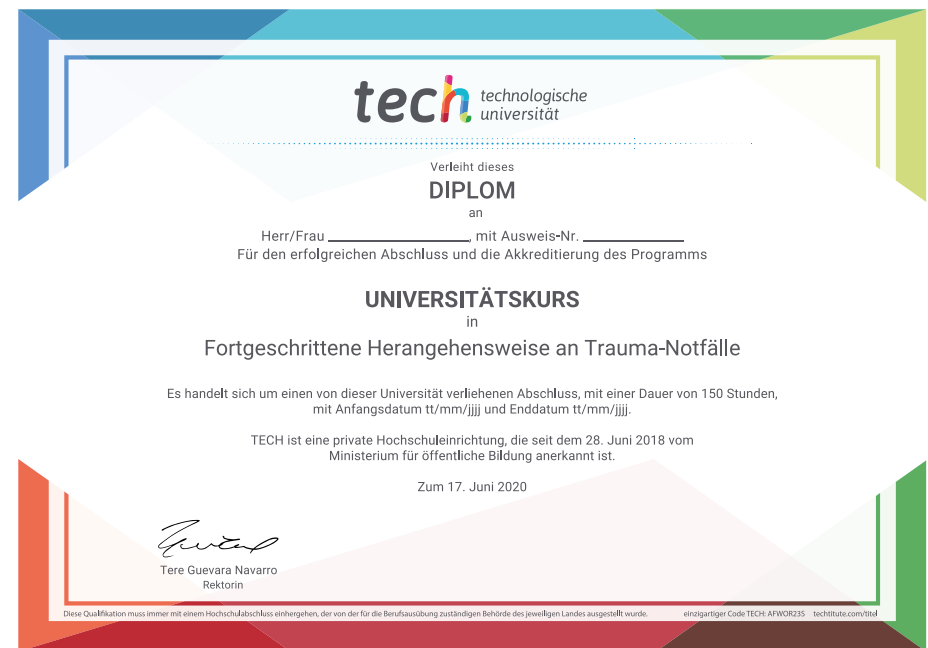 tech technologische
universität
Verleiht dieses
DIPLOM
an
Herr/Frau ____________________, mit Ausweis-Nr. ______________
Für den erfolgreichen Abschluss und die Akkreditierung des Programms
UNIVERSITÄTSKURS
in
Fortgeschrittene Herangehensweise an Trauma-Notfälle
Es handelt sich um einen von dieser Universität verliehenen Abschluss, mit einer Dauer von 150 Stunden,
mit Anfangsdatum tt/mm/jjjj und Enddatum tt/mm/jjjj.
TECH ist eine private Hochschuleinrichtung, die seit dem 28. Juni 2018 vom
Ministerium für öffentliche Bildung anerkannt ist.
Zum 17. Juni 2020
Tere Guevara Navarro
Rektorin
Diese Qualifikation muss immer mit einem Hochschulabschluss einhergehen, der von der für die Berufsausübung zuständigen Behörde des jeweiligen Landes ausgestellt wurde. einzigartiger Code TECH: AFWOR23S techtitute.com/titel